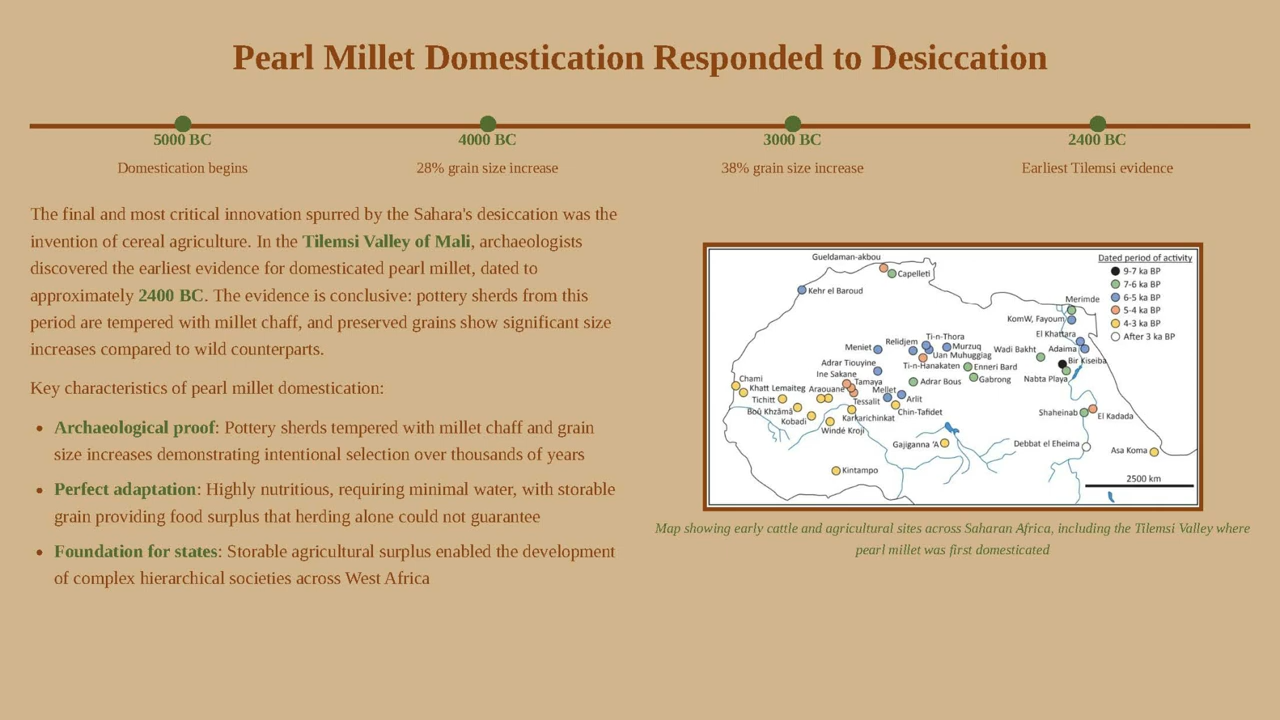 Pearl Millet Domestication Responded to Desiccation
5000 BC
4000 BC
3000 BC
2400 BC
Domestication begins
28% grain size increase
38% grain size increase
Earliest Tilemsi evidence
The final and most critical innovation spurred by the Sahara's desiccation was the
invention of cereal agriculture. In the Tilemsi Valley of Mali, archaeologists
discovered the earliest evidence for domesticated pearl millet, dated to
approximately 2400 BC. The evidence is conclusive: pottery sherds from this
period are tempered with millet chaff, and preserved grains show significant size
increases compared to wild counterparts.
Key characteristics of pearl millet domestication:
• Archaeological proof: Pottery sherds tempered with millet chaff and grain
size increases demonstrating intentional selection over thousands of years
• Perfect adaptation: Highly nutritious, requiring minimal water, with storable
grain providing food surplus that herding alone could not guarantee
• Foundation for states: Storable agricultural surplus enabled the development
of complex hierarchical societies across West Africa
Dated period of activity
9-7 ka BP
7-6 ka BP
6-5 ka BP
5-4 ka BP
4-3 ka BP
After 3 ka BP
Gueldaman-akbou
Capelleti
Kehr el Baroud
Merimde
KomW, Fayoum
El Khattara
Ti-n-Thora
Relidjem
Meniet
Murzuq
Uan Muhuggiag
Wadi Bakht
Adaima
Bir Kiseiba
Adrar Tiouyine
Ti-n-Hanakaten
Enneri Bard
Ine Sakane
Gabrong
Nabta Playa
Chami
Tamaya
Adrar Bous
Khatt Lemaiteg
Araouane
Mellet
Tichitt
Tessalit
Arlit
Boû Khzâmâ
Chin-Tafidet
Shaheinab
El Kadada
Kobadi
Karkarichinkat
Windé Kroji
Gajiganna 'A'
Debbat el Eheima
Asa Koma
Kintampo
2500 km
Map showing early cattle and agricultural sites across Saharan Africa, including the Tilemsi Valley where
pearl millet was first domesticated